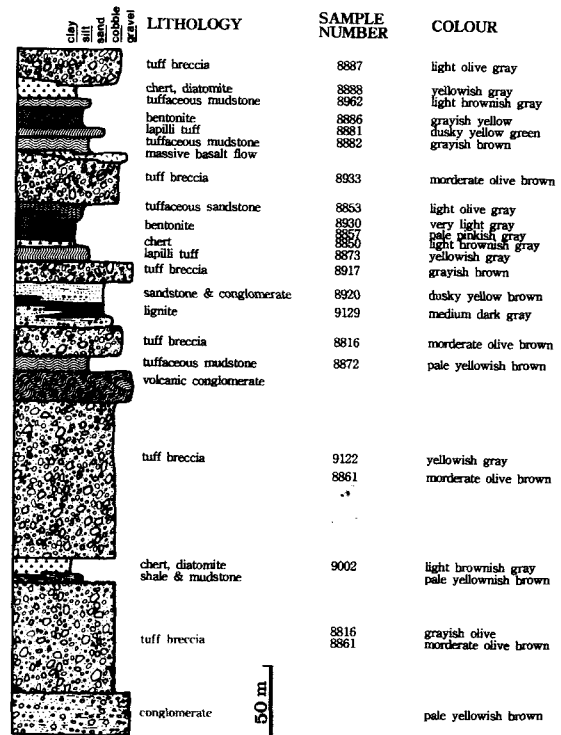 clay
silt
sand
cobble
gravel
LITHOLOGY SAMPLE NUMBER COLOUR
tuff breccia 8887 light olive gray
chert, diatomite 8888 yellowish gray
tuffaceous mudstone 8962 light brownish gray
bentonite 8886 grayish yellow
lapilli tuff 8881 dusky yellow green
tuffaceous mudstone 8882 grayish brown
massive basalt flow
tuff breccia 8933 morderate olive brown
tuffaceous sandstone 8853 light olive gray
bentonite 8930 very light gray
8857 pale pinkish gray
chert 8850 light brownish gray
lapilli tuff 8873 yellowish gray
tuff breccia 8917 grayish brown
sandstone & conglomerate 8920 dusky yellow brown
lignite 9129 medium dark gray
tuff breccia 8816 morderate olive brown
tuffaceous mudstone 8872 pale yellowish brown
volcanic conglomerate
tuff breccia 9122 yellowish gray
8861 morderate olive brown
chert, diatomite 9002 light brownish gray
shale & mudstone pale yellownish brown
8816 grayish olive
tuff breccia 8861 morderate olive brown
50 m
conglomerate pale yellowish brown